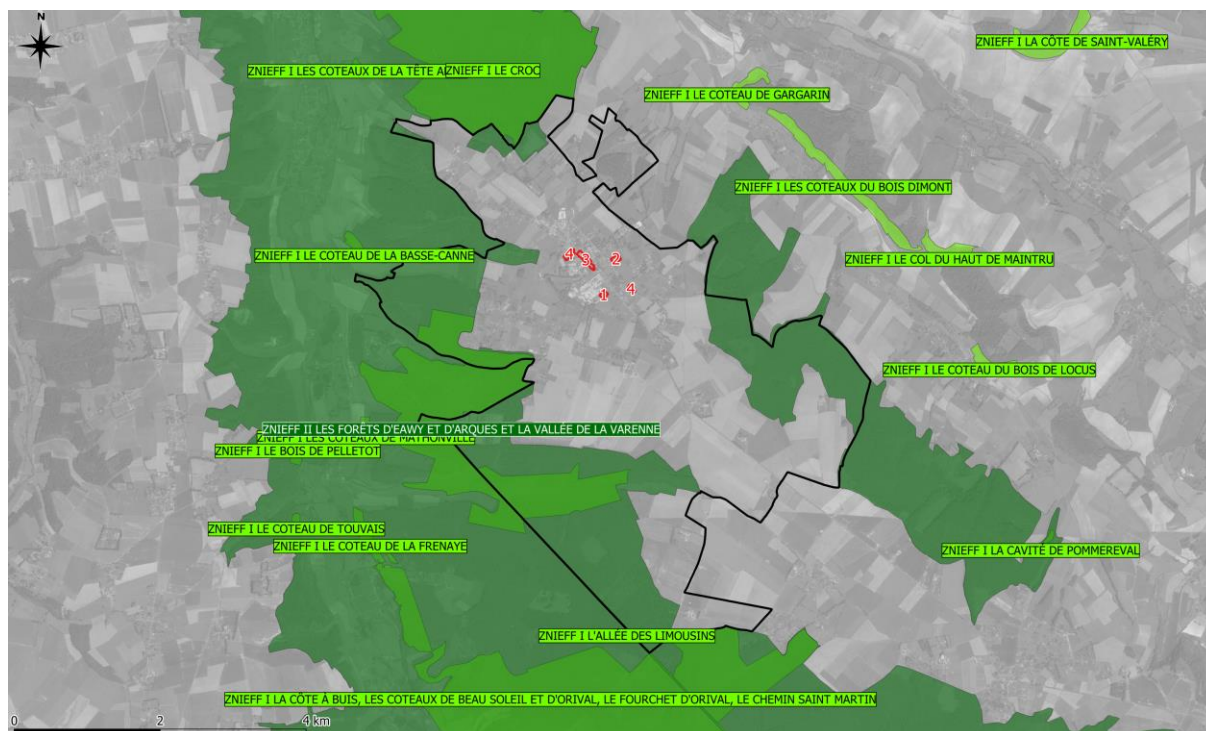 N
ZNIEFF I LA CÔTE DE SAINT-VALÉRY
ZNIEFF I LES COTEAUX DE LA TÊTE A
ZNIEFF I LE CROC
ZNIEFF I LE COTEAU DE GARGARIN
ZNIEFF I LES COTEAUX DU BOIS DIMONT
ZNIEFF I LE COTEAU DE LA BASSE-CANNE
4
3
2
ZNIEFF I LE COL DU HAUT DE MAINTRU
1
4
ZNIEFF I LE COTEAU DU BOIS DE LOCUS
ZNIEFF II LES FORÊTS D'EAWY ET D'ARQUES ET LA VALLÉE DE LA VARENNE
ZNIEFF I LES COTEAUX DE MATHONVILLE
ZNIEFF I LE BOIS DE PELLETOT
ZNIEFF I LE COTEAU DE TOUVAIS
ZNIEFF I LE COTEAU DE LA FRENAYE
ZNIEFF I LA CAVITÉ DE POMMEREVAL
ZNIEFF I L'ALLÉE DES LIMOUSINS
ZNIEFF I LA CÔTE À BUIS, LES COTEAUX DE BEAU SOLEIL ET D'ORIVAL, LE FOURCHET D'ORIVAL, LE CHEMIN SAINT MARTIN
0 2 4 km